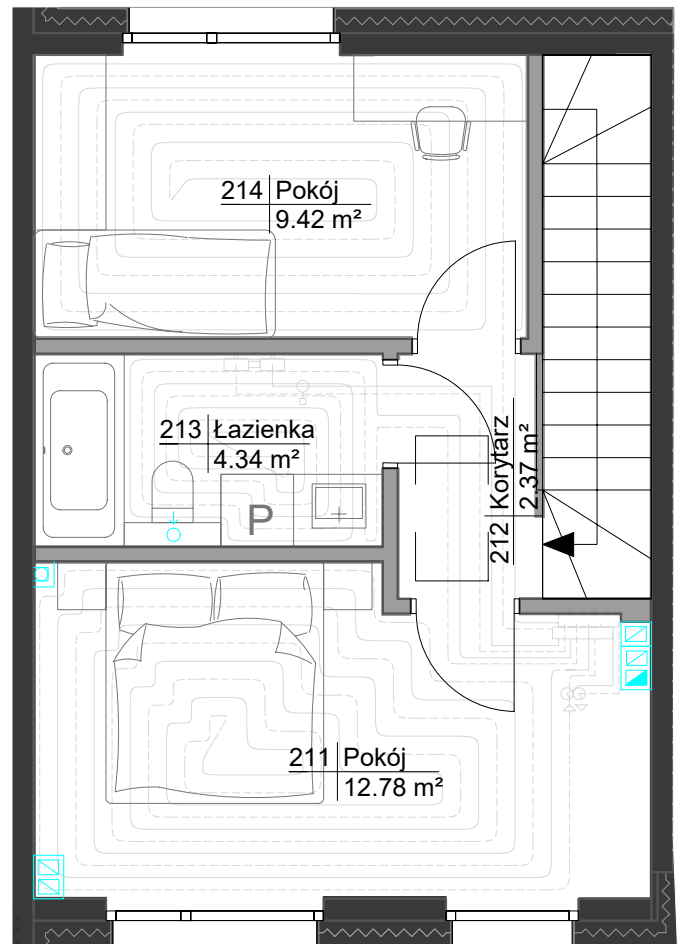 214 Pokój
9.42 m²
213 Łazienka
4.34 m²
P
212 Korytarz
2.37 m²
211 Pokój
12.78 m²